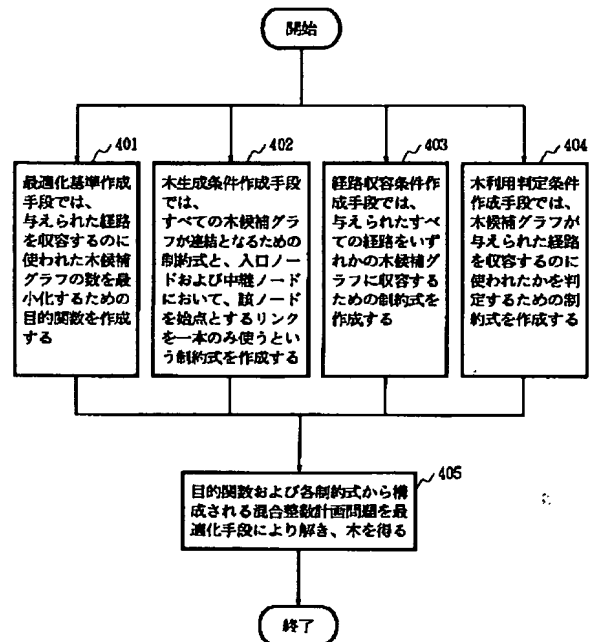 開始
401
最適化基準作成
手段では、
与えられた経路
を収容するのに
使われた木候補
グラフの数を最
小化するための
目的関数を作成
する
402
木生成条件作成手段
では、
すべての木候補グラ
フが連結となるための
制約式と、入口ノー
ドおよび中継ノード
において、該ノード
を始点とするリンク
を一本のみ使うとい
う制約式を作成する
403
経路収容条件作
成手段では、
与えられたすべ
ての経路をいず
れかの木候補グ
ラフに収容する
ための制約式を
作成する
404
木利用判定条件
作成手段では、
木候補グラフが
与えられた経路
を収容するのに
使われたかを判
定するための制
約式を作成する
405
目的関数および各制約式から構
成される混合整数計画問題を最
適化手段により解き、木を得る
終了